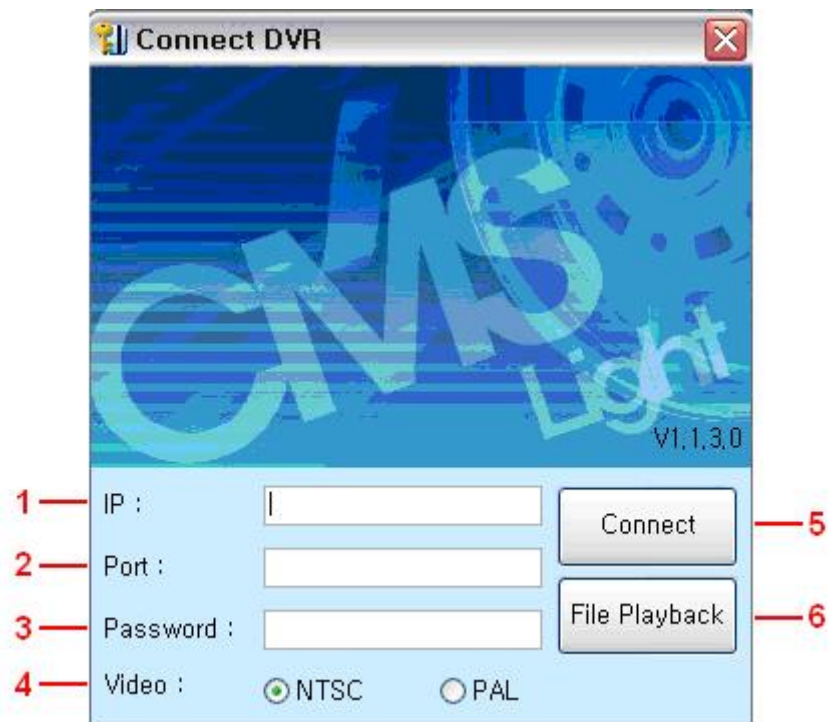 Connect DVR
CMS
Light
V1,1,3,0
1 IP : 
Connect 5
2 Port :
3 Password :
File Playback 6
4 Video : NTSC PAL